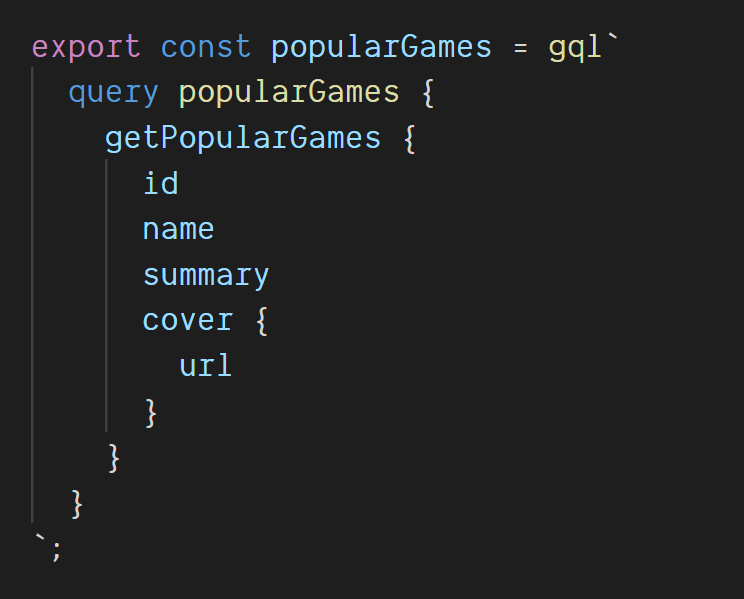 export const popularGames = gql`
  query popularGames {
    getPopularGames {
      id
      name
      summary
      cover {
        url
      }
    }
  }
`;